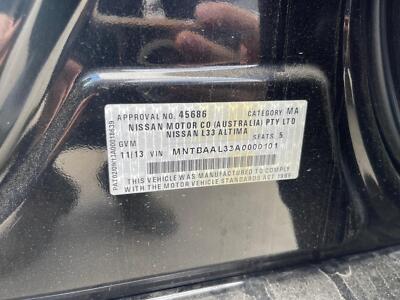 APPROVAL NO. 45686 CATEGORY MA
NISSAN MOTOR CO (AUSTRALIA) PTY LTD
NISSAN L33 ALTIMA
GVM SEATS 5
11/13 VIN MNTBAAL33A0000101
THIS VEHICLE WAS MANUFACTURED TO COMPLY WITH
THE MOTOR VEHICLE STANDARDS ACT 1989